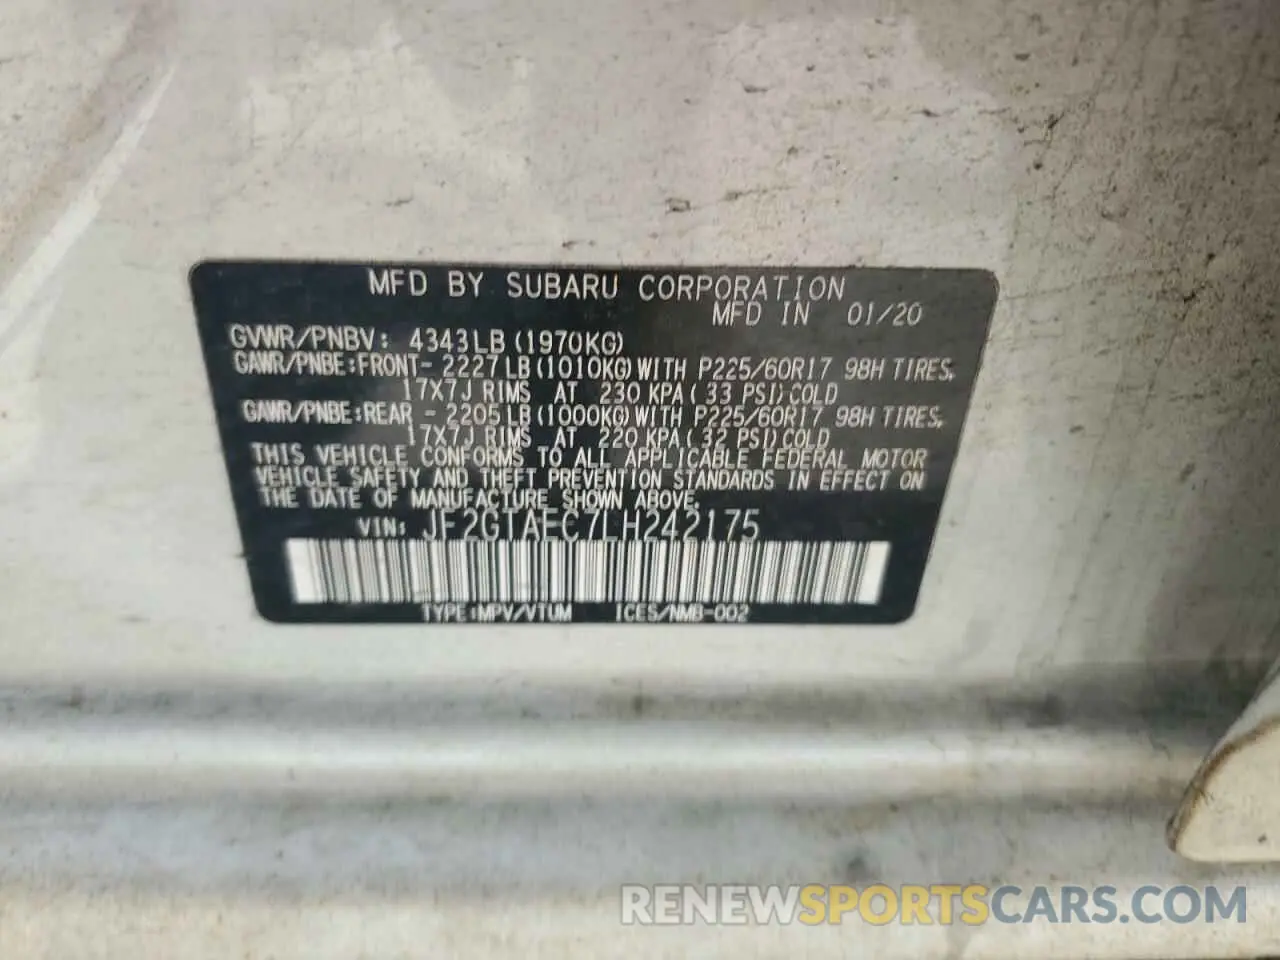 MFD BY SUBARU CORPORATION
MFD IN 01/20
GVWR/PNBV: 4343LB(1970KG)
GAWR/PNBE:FRONT- 2227LB(1010KG)WITH P225/60R17 98H TIRES,
17X7J RIMS AT 230 KPA(33 PSI)COLD
GAWR/PNBE:REAR - 2205LB(1000KG)WITH P225/60R17 98H TIRES,
17X7J RIMS AT 220 KPA(32 PSI)COLD
THIS VEHICLE CONFORMS TO ALL APPLICABLE FEDERAL MOTOR
VEHICLE SAFETY AND THEFT PREVENTION STANDARDS IN EFFECT ON
THE DATE OF MANUFACTURE SHOWN ABOVE.
VIN: JF2GTAEC7LH242175
TYPE:MPV/VTUM ICES/NMB-002
RENEWSPORTSCARS.COM